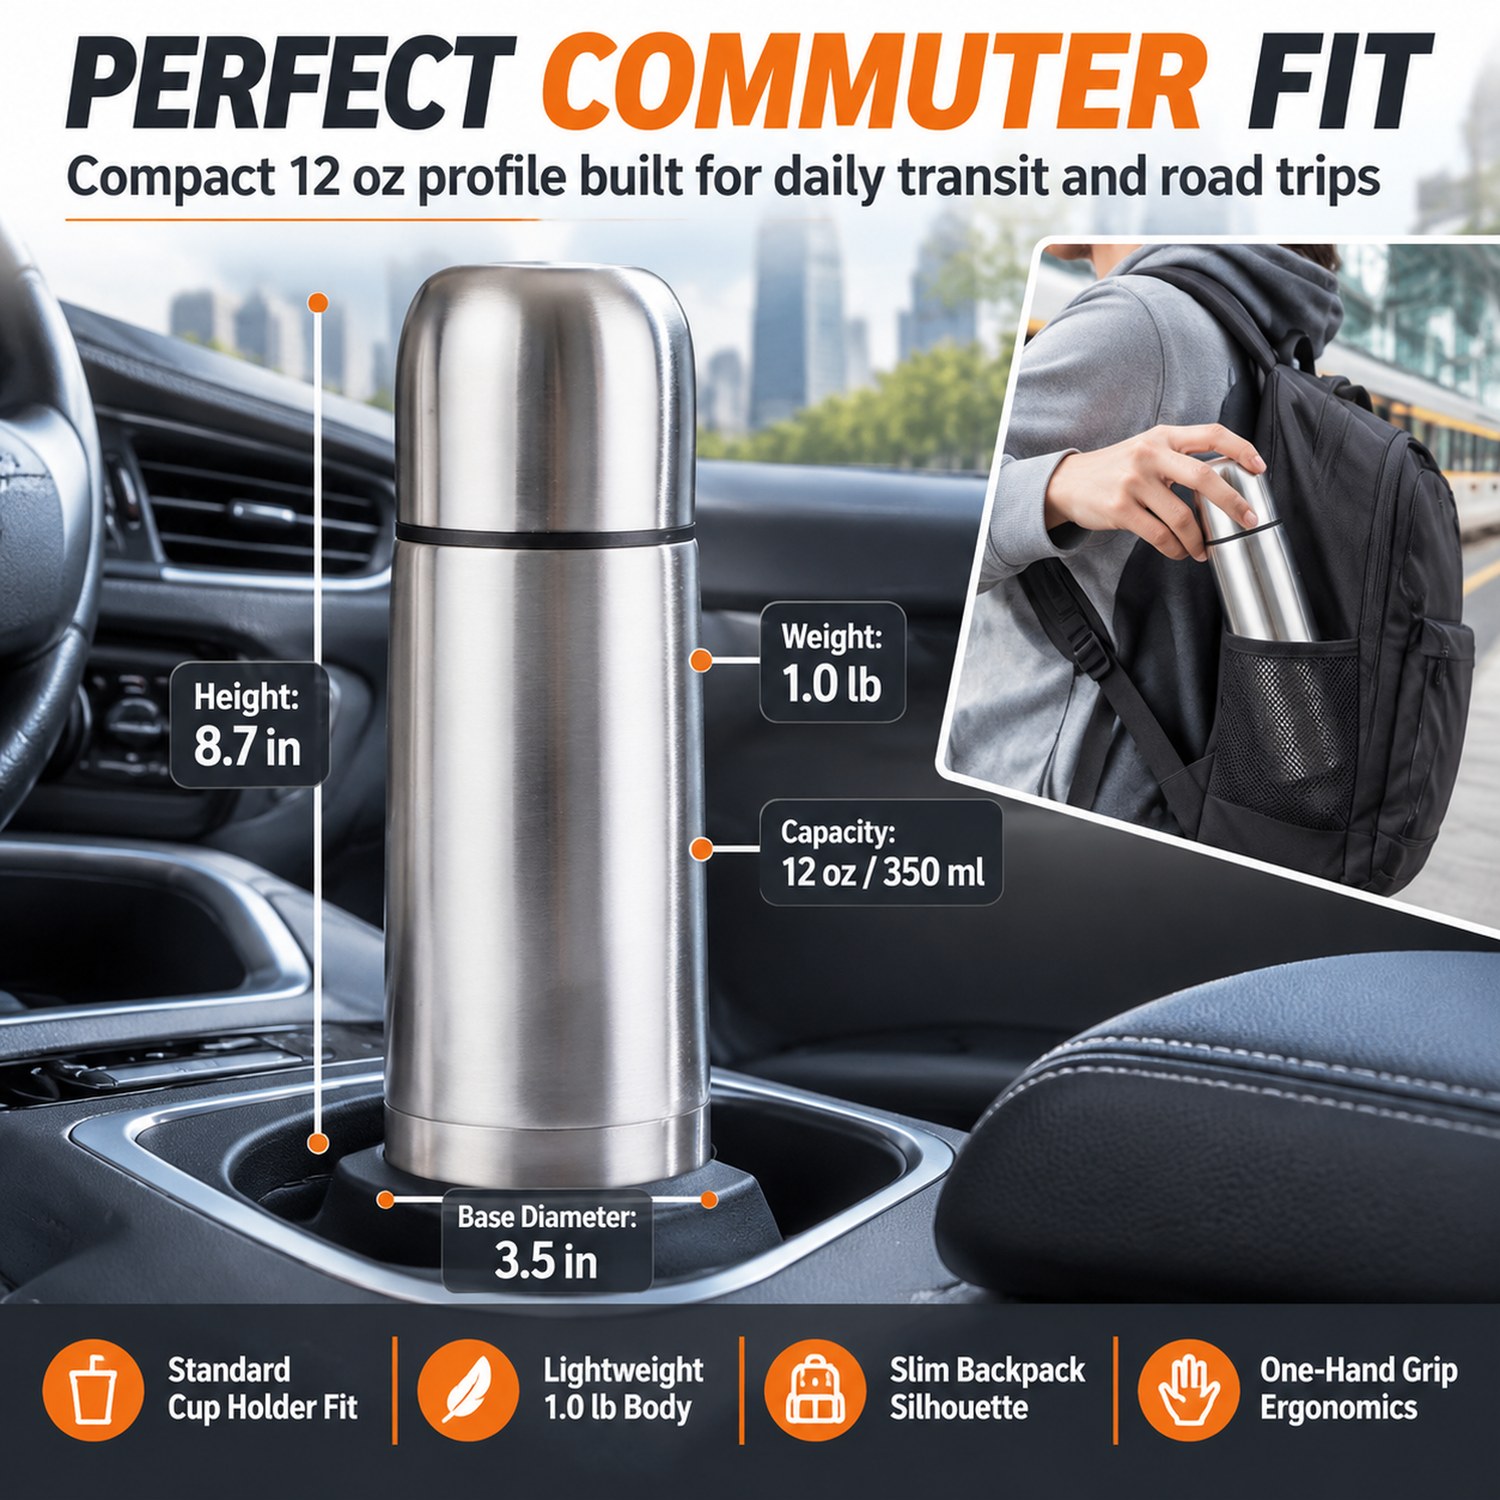 PERFECT COMMUTER FIT
Compact 12 oz profile built for daily transit and road trips
Height:
8.7 in
Weight:
1.0 lb
Capacity:
12 oz / 350 ml
Base Diameter:
3.5 in
Standard
Cup Holder Fit
Lightweight
1.0 lb Body
Slim Backpack
Silhouette
One-Hand Grip
Ergonomics